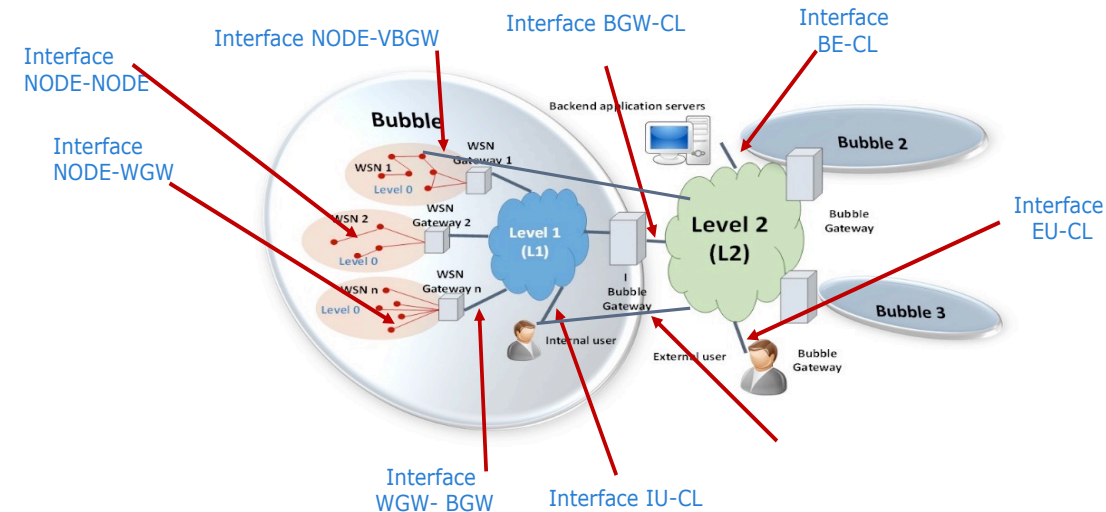 Interface
NODE-NODE
Interface NODE-VBGW
Interface BGW-CL
Interface
BE-CL
Interface
NODE-WGW
Backend application servers
Bubble
Bubble 2
WSN
Gateway 1
WSN 1
Level 0
WSN 2
WSN
Gateway 2
Level 0
Level 1
(L1)
Level 2
(L2)
Bubble
Gateway
Interface
EU-CL
WSN n
WSN
Gateway n
Level 0
I
Bubble
Gateway
Bubble 3
Internal user
External user
Bubble
Gateway
Interface
WGW- BGW
Interface IU-CL